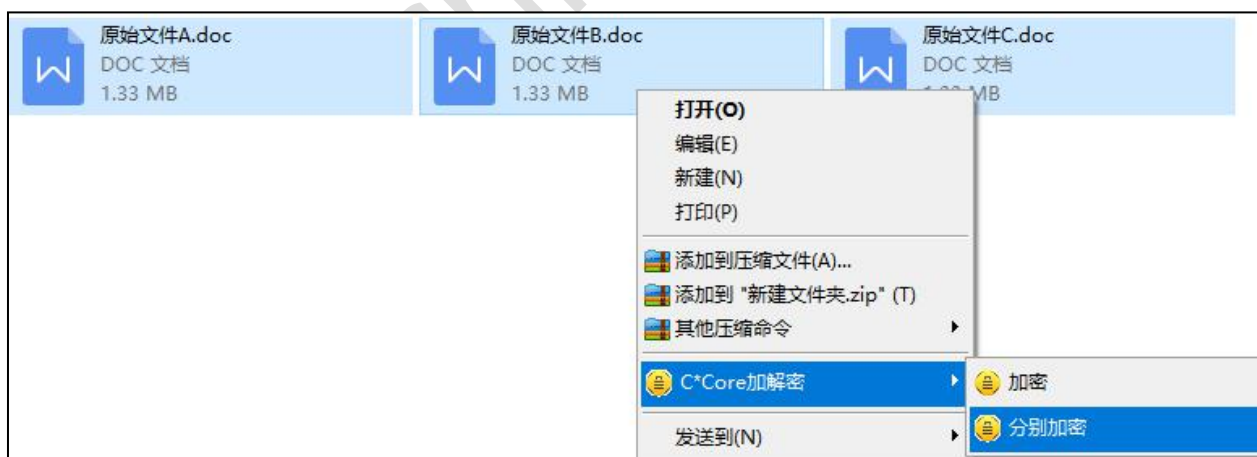 原始文件A.doc
DOC 文档
1.33 MB
原始文件B.doc
DOC 文档
1.33 MB
原始文件C.doc
DOC 文档
MB
打开(O)
编辑(E)
新建(N)
打印(P)
添加到压缩文件(A)...
添加到 "新建文件夹.zip" (T)
其他压缩命令
C*Core加解密
加密
分别加密
发送到(N)